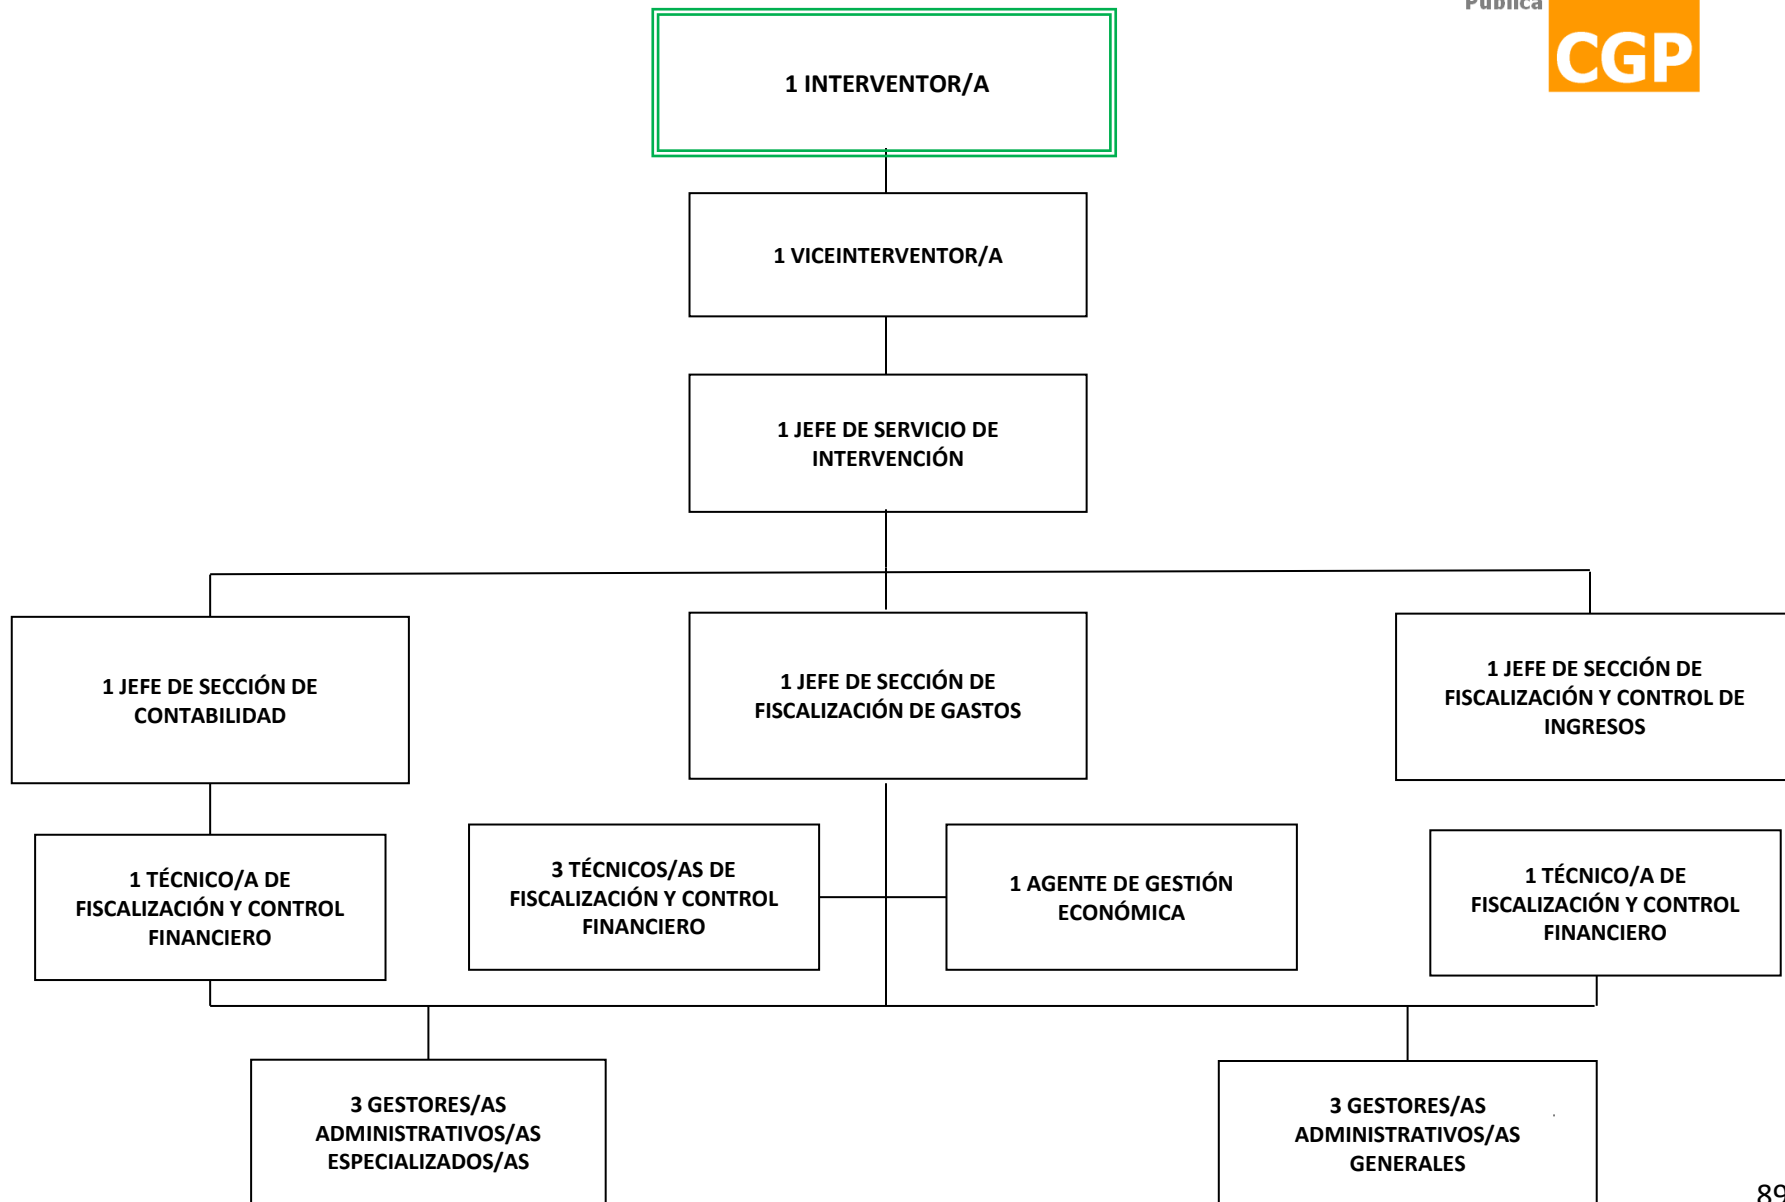 Pública
CGP
1 INTERVENTOR/A
1 VICEINTERVENTOR/A
1 JEFE DE SERVICIO DE
INTERVENCIÓN
1 JEFE DE SECCIÓN DE
CONTABILIDAD
1 JEFE DE SECCIÓN DE
FISCALIZACIÓN DE GASTOS
1 JEFE DE SECCIÓN DE
FISCALIZACIÓN Y CONTROL DE
INGRESOS
1 TÉCNICO/A DE
FISCALIZACIÓN Y CONTROL
FINANCIERO
3 TÉCNICOS/AS DE
FISCALIZACIÓN Y CONTROL
FINANCIERO
1 AGENTE DE GESTIÓN
ECONÓMICA
1 TÉCNICO/A DE
FISCALIZACIÓN Y CONTROL
FINANCIERO
3 GESTORES/AS
ADMINISTRATIVOS/AS
ESPECIALIZADOS/AS
3 GESTORES/AS
ADMINISTRATIVOS/AS
GENERALES
89